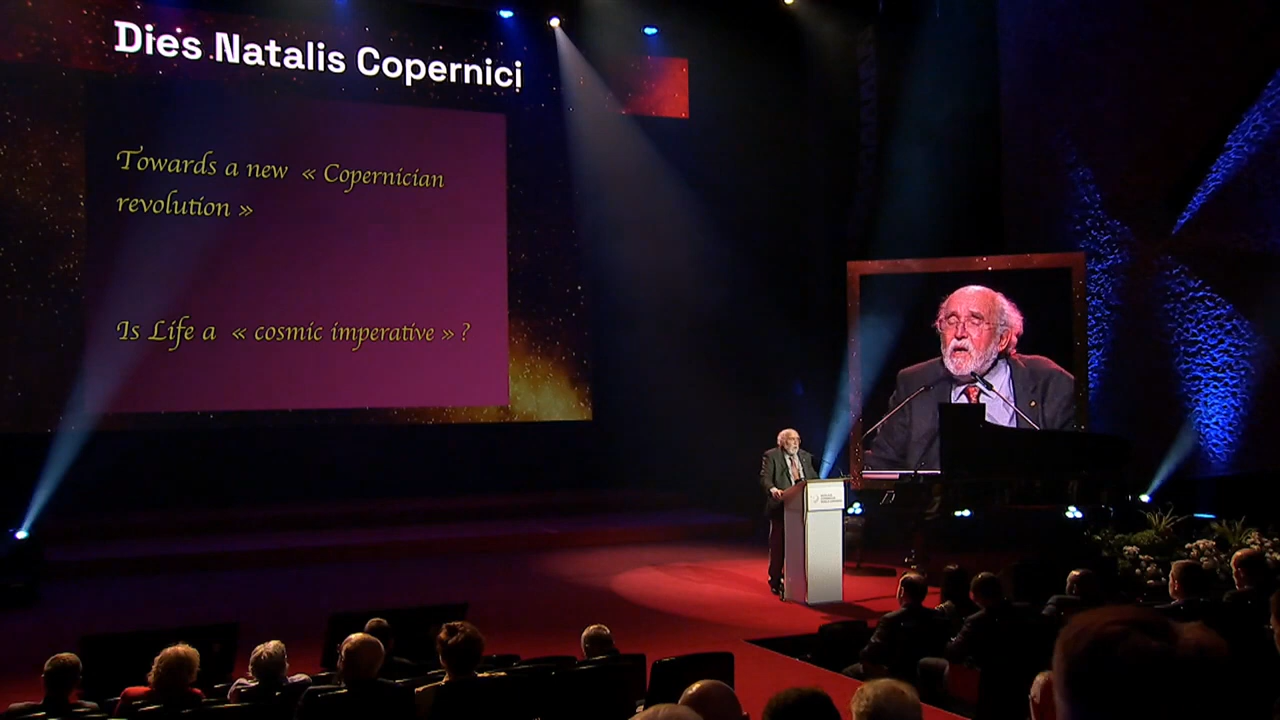 Dies Natalis Copernici
Towards a new « Copernician
revolution »
Is Life a « cosmic imperative » ?